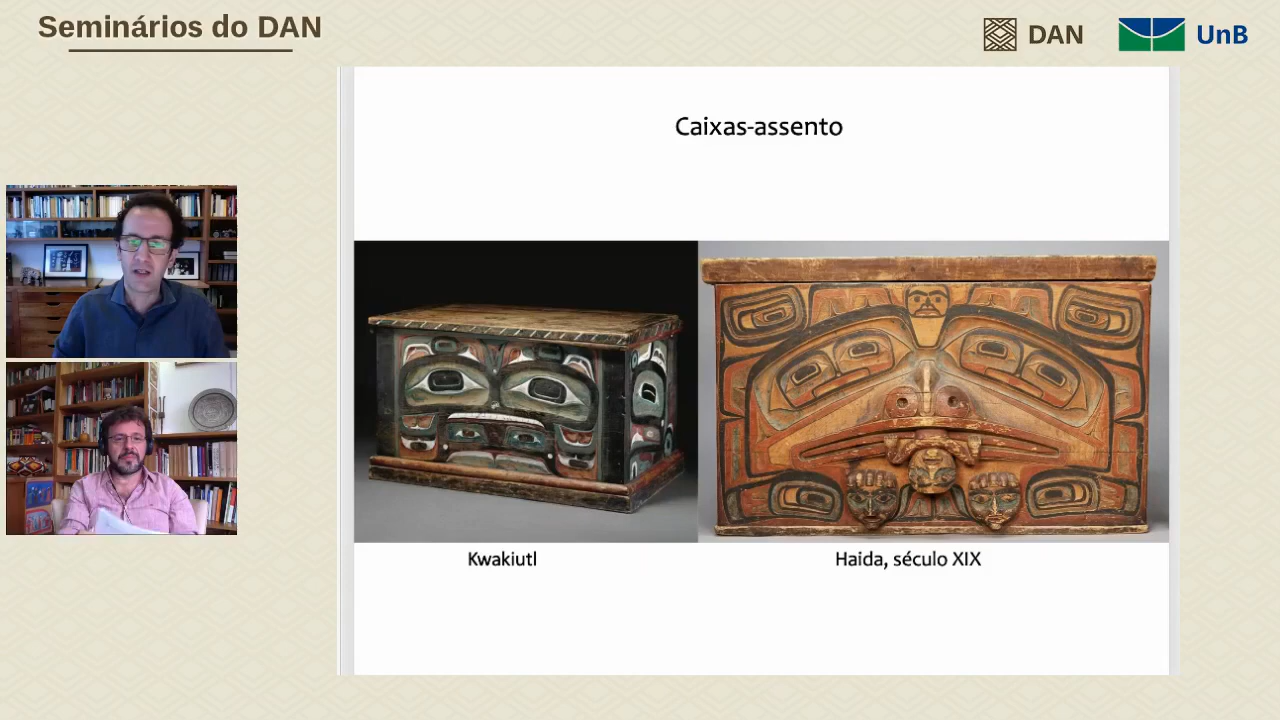 Seminários do DAN
DAN
UnB
Caixas-assento
Kwakiutl
Haida, século XIX